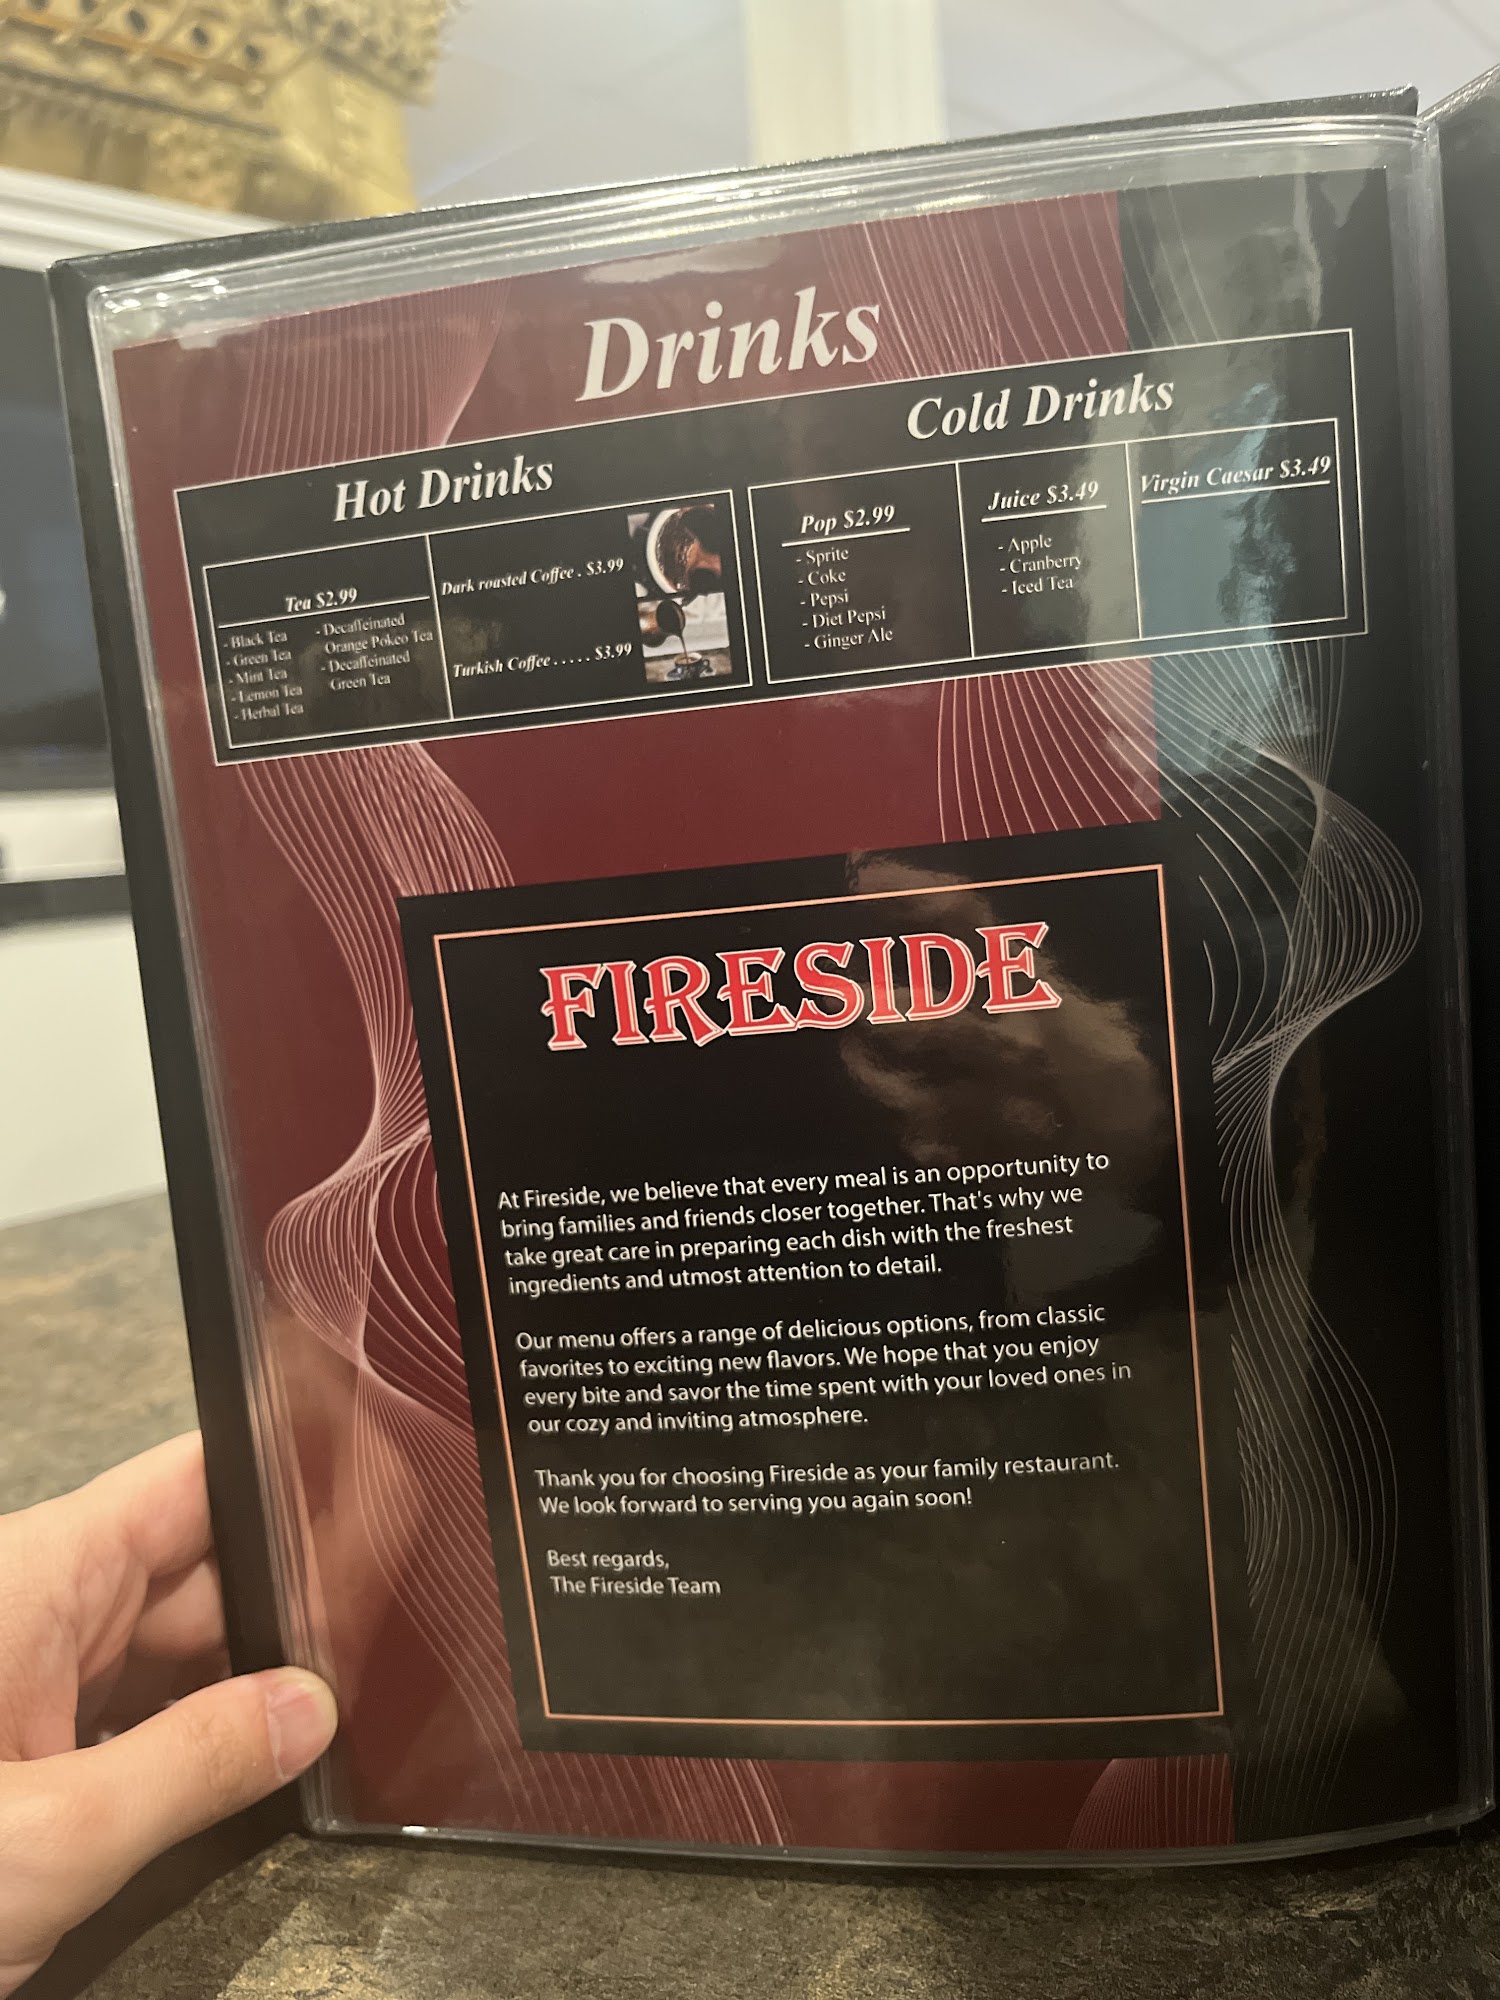 Drinks
Hot Drinks
Tea $2.99
- Black Tea
- Green Tea
- Mint Tea
- Lemon Tea
- Herbal Tea
- Decaffeinated
Orange Pokeo Tea
- Decaffeinated
Green Tea
Dark roasted Coffee . $3.99
Turkish Coffee . . . . . $3.99
Cold Drinks
Pop $2.99
- Sprite
- Coke
- Pepsi
- Diet Pepsi
- Ginger Ale
Juice $3.49
- Apple
- Cranberry
- Iced Tea
Virgin Caesar $3.49
FIRESIDE
At Fireside, we believe that every meal is an opportunity to
bring families and friends closer together. That's why we
take great care in preparing each dish with the freshest
ingredients and utmost attention to detail.
Our menu offers a range of delicious options, from classic
favorites to exciting new flavors. We hope that you enjoy
every bite and savor the time spent with your loved ones in
our cozy and inviting atmosphere.
Thank you for choosing Fireside as your family restaurant.
We look forward to serving you again soon!
Best regards,
The Fireside Team